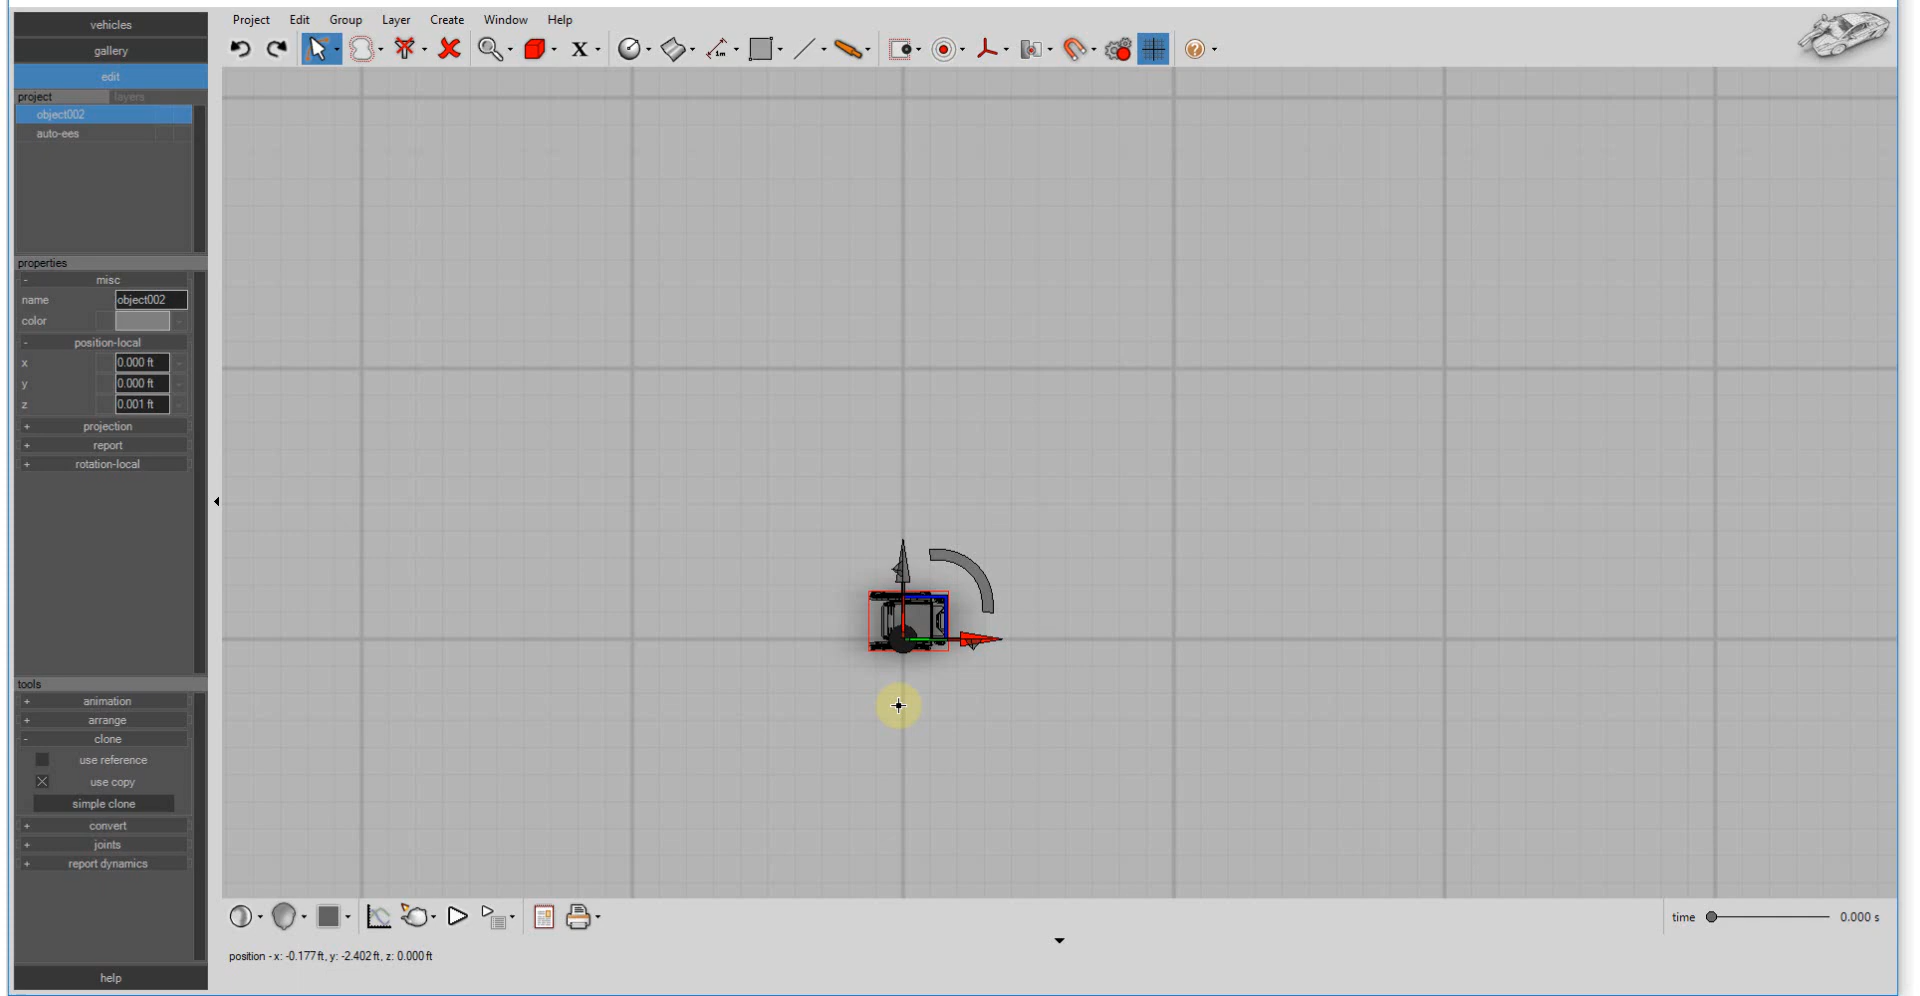 vehicles
gallery
edit
project layers
object002
auto-ees
properties
- misc
name object002
color
- position-local
x 0.000 ft
y 0.000 ft
z 0.001 ft
+ projection
+ report
+ rotation-local
tools
+ animation
+ arrange
- clone
use reference
use copy
simple clone
+ convert
+ joints
+ report dynamics
help
Project Edit Group Layer Create Window Help
X
1m
time 0.000 s
position - x: -0.177 ft, y: -2.402 ft, z: 0.000 ft